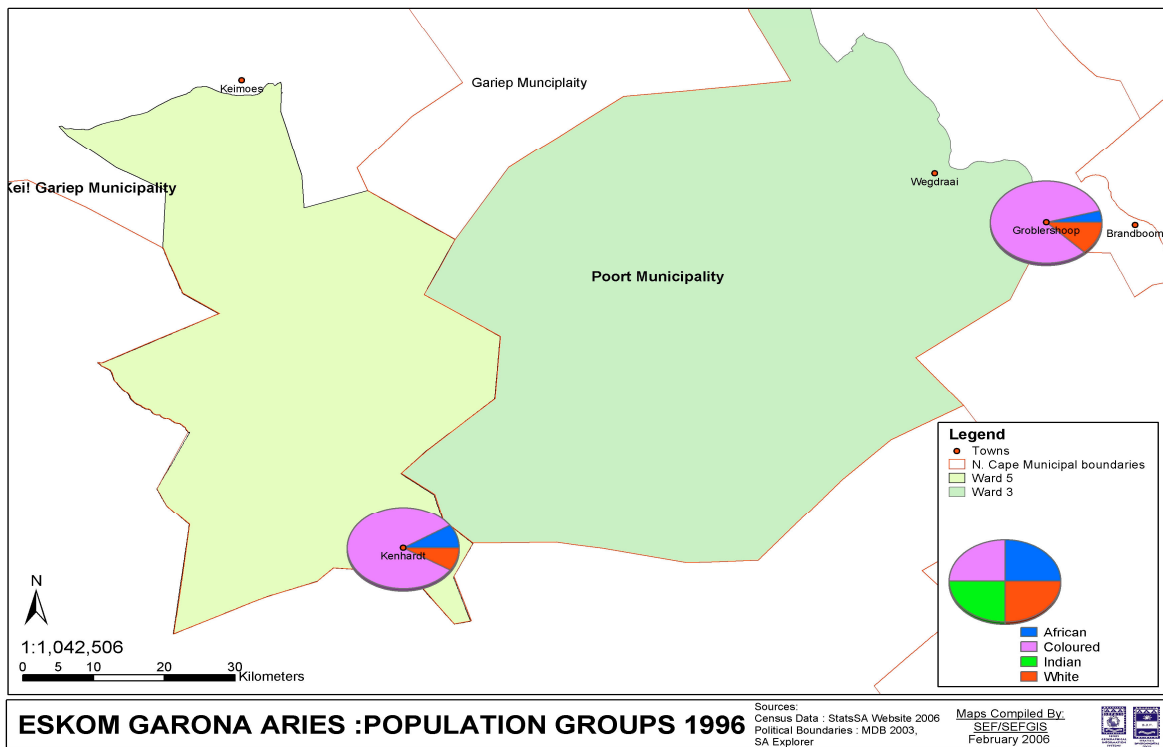 Keimoes
Gariep Munciplaity
Kei! Gariep Municipality
Wegdraai
Groblershoop
Brandboom
Poort Municipality
Kenhardt
N
1:1,042,506
0 5 10 20 30
Kilometers
Legend
Towns
N. Cape Municipal boundaries
Ward 5
Ward 3
African
Coloured
Indian
White
ESKOM GARONA ARIES :POPULATION GROUPS 1996
Sources:
Census Data : StatsSA Website 2006
Political Boundaries : MDB 2003,
SA Explorer
Maps Compiled By:
SEF/SEFGIS
February 2006